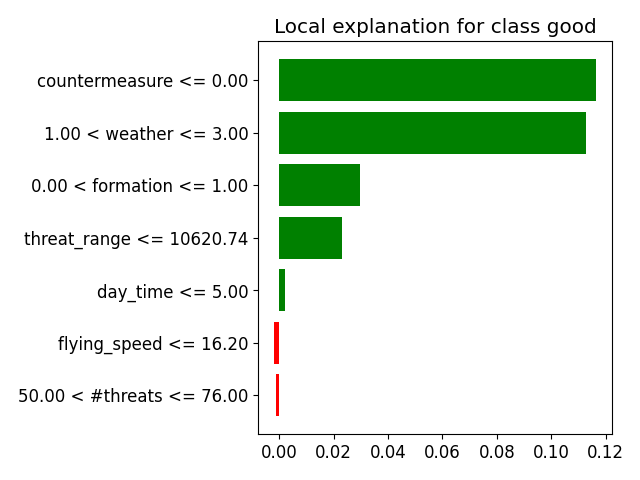 Local explanation for class good
countermeasure <= 0.00
1.00 < weather <= 3.00
0.00 < formation <= 1.00
threat_range <= 10620.74
day_time <= 5.00
flying_speed <= 16.20
50.00 < #threats <= 76.00
0.00 0.02 0.04 0.06 0.08 0.10 0.12